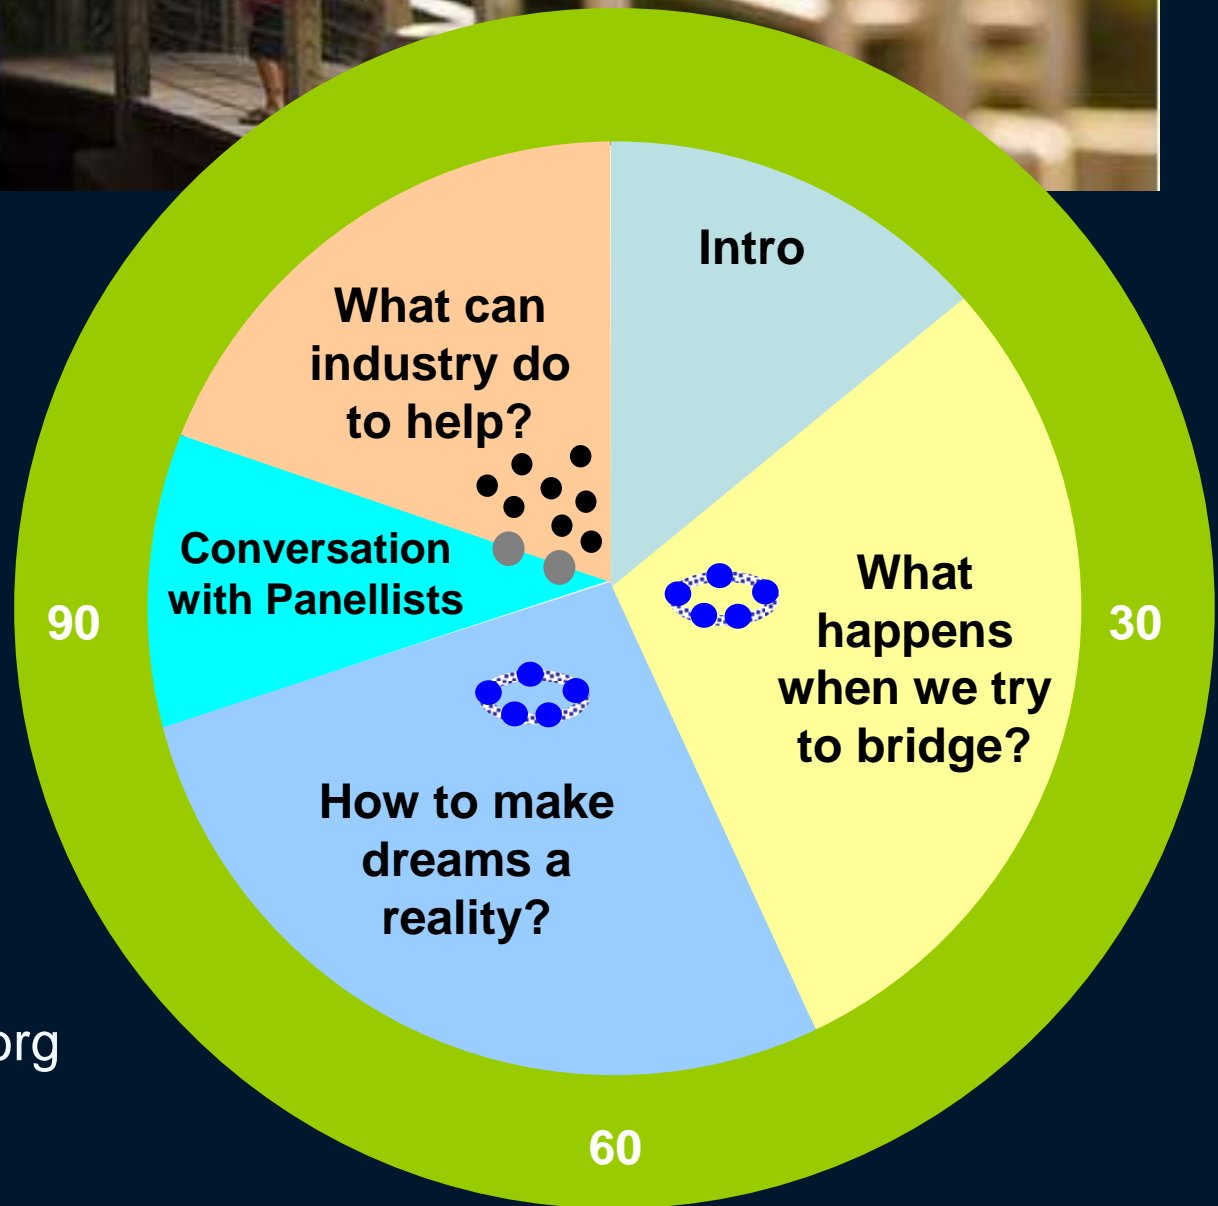 Intro
What can
industry do
to help?
Conversation
with Panellists
What
happens
when we try
to bridge?
90
30
How to make
dreams a
reality?
org
60